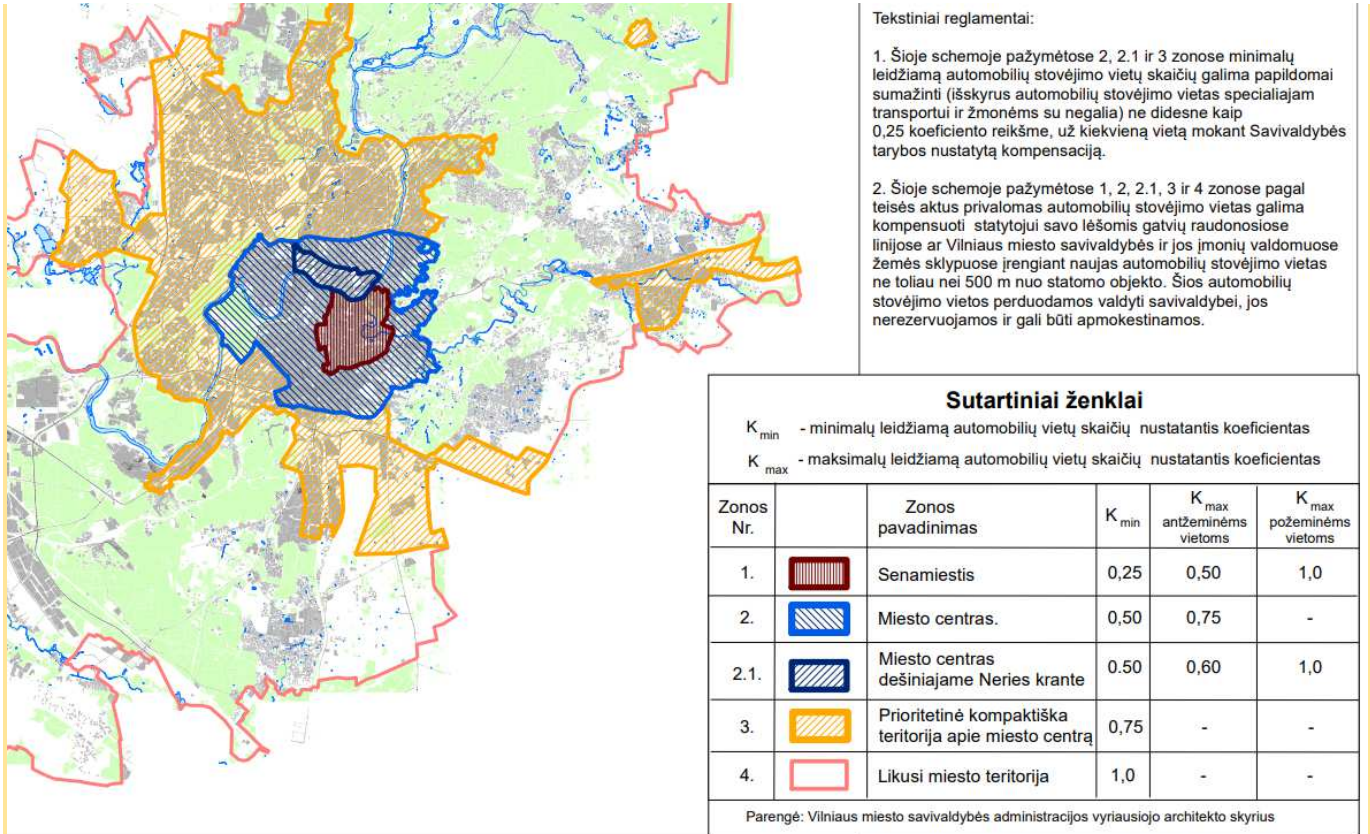 Tekstiniai reglamentai:
1. Šioje schemoje pažymėtose 2, 2.1 ir 3 zonose minimalų
leidžiamą automobilių stovėjimo vietų skaičių galima papildomai
sumažinti (išskyrus automobilių stovėjimo vietas specialiajam
transportui ir žmonėms su negalia) ne didesne kaip
0,25 koeficiento reikšme, už kiekvieną vietą mokant Savivaldybės
tarybos nustatytą kompensaciją.
2. Šioje schemoje pažymėtose 1, 2, 2.1, 3 ir 4 zonose pagal
teisės aktus privalomas automobilių stovėjimo vietas galima
kompensuoti statytojui savo lėšomis gatvių raudonosiose
linijose ar Vilniaus miesto savivaldybės ir jos įmonių valdomuose
žemės sklypuose įrengiant naujas automobilių stovėjimo vietas
ne toliau nei 500 m nuo statomo objekto. Šios automobilių
stovėjimo vietos perduodamos valdyti savivaldybei, jos
nerezervuojamos ir gali būti apmokestinamos.
Sutartiniai ženklai
K min - minimalų leidžiamą automobilių vietų skaičių nustatantis koeficientas
K max - maksimalų leidžiamą automobilių vietų skaičių nustatantis koeficientas
Zonos Nr. Zonos pavadinimas K min K max antžeminėms vietoms K max požeminėms vietoms
1. Senamiestis 0,25 0,50 1,0
2. Miesto centras. 0,50 0,75 -
2.1. Miesto centras dešiniajame Neries krante 0.50 0,60 1,0
3. Prioritetinė kompaktiška teritorija apie miesto centrą 0,75 - -
4. Likusi miesto teritorija 1,0 - -
Parengė: Vilniaus miesto savivaldybės administracijos vyriausiojo architekto skyrius